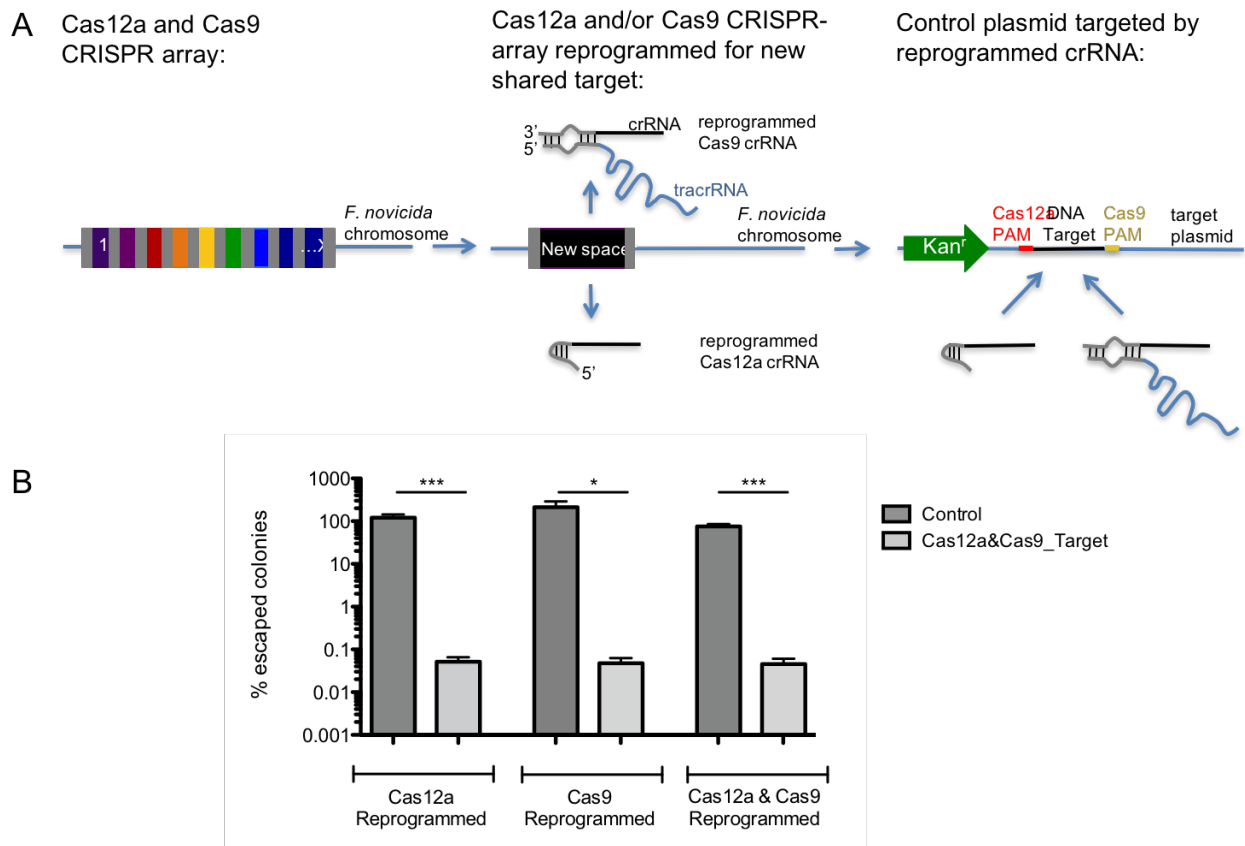 A
Cas12a and Cas9
CRISPR array:
Cas12a and/or Cas9 CRISPR-
array reprogrammed for new
shared target:
Control plasmid targeted by
reprogrammed crRNA:
1
...X
F. novicida
chromosome
3’
5’
crRNA
reprogrammed
Cas9 crRNA
tracrRNA
New space
F. novicida
chromosome
5’
reprogrammed
Cas12a crRNA
Kanr
Cas12a
PAM
DNA
Target
Cas9
PAM
target
plasmid
B
% escaped colonies
1000
100
10
1
0.1
0.01
0.001
***
*
***
Cas12a
Reprogrammed
Cas9
Reprogrammed
Cas12a & Cas9
Reprogrammed
Control
Cas12a&Cas9_Target